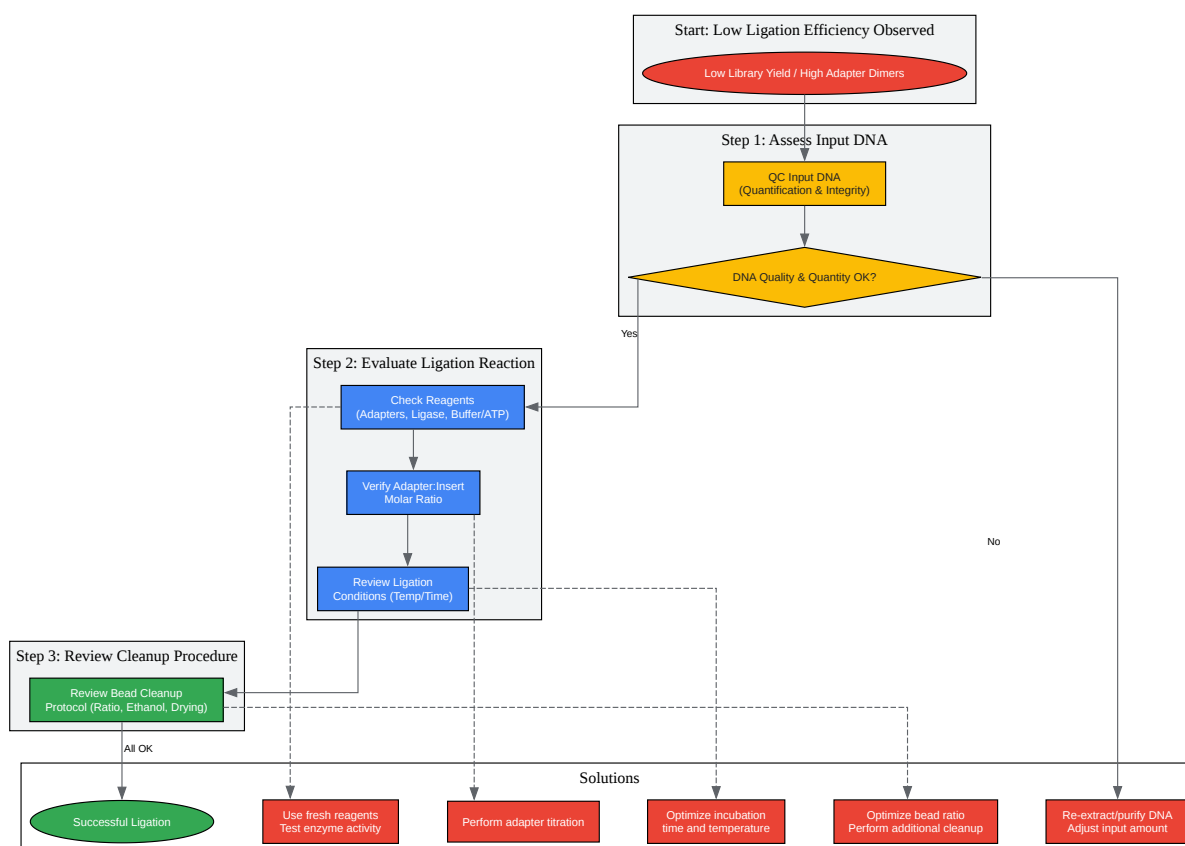 Start: Low Ligation Efficiency Observed
Low Library Yield / High Adapter Dimers
Step 1: Assess Input DNA
QC Input DNA
(Quantification & Integrity)
DNA Quality & Quantity OK?
Yes
No
Step 2: Evaluate Ligation Reaction
Check Reagents
(Adapters, Ligase, Buffer/ATP)
Verify Adapter:Insert
Molar Ratio
Review Ligation
Conditions (Temp/Time)
Step 3: Review Cleanup Procedure
Review Bead Cleanup
Protocol (Ratio, Ethanol, Drying)
All OK
Solutions
Successful Ligation
Use fresh reagents
Test enzyme activity
Perform adapter titration
Optimize incubation
time and temperature
Optimize bead ratio
Perform additional cleanup
Re-extract/purify DNA
Adjust input amount